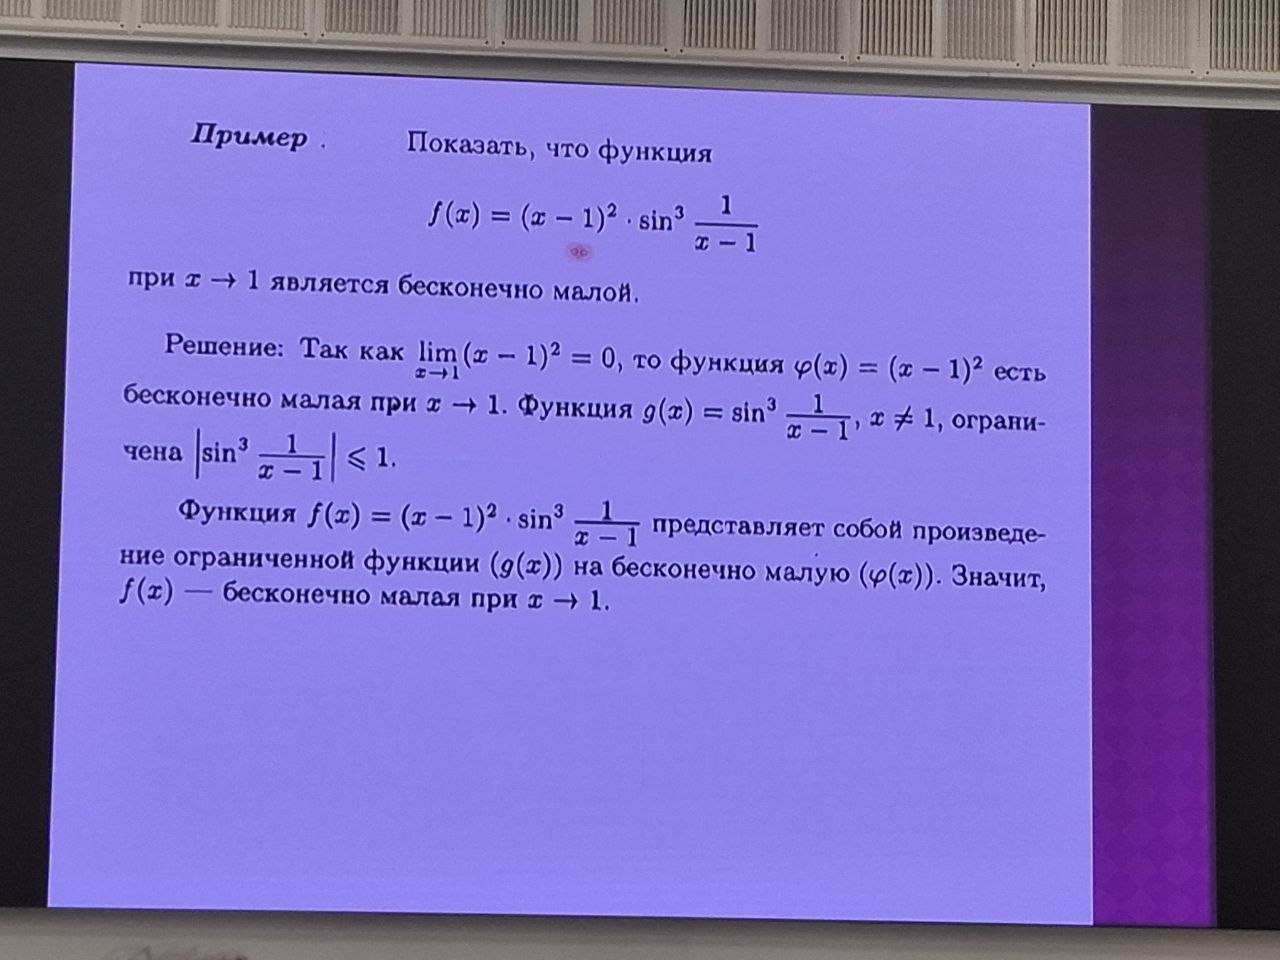 Пример . Показать, что функция
f(x) = (x − 1)² · sin³ 1/(x − 1)
при x → 1 является бесконечно малой.
Решение: Так как lim_{x→1} (x − 1)² = 0, то функция φ(x) = (x − 1)² есть
бесконечно малая при x → 1. Функция g(x) = sin³ 1/(x − 1), x ≠ 1, ограни-
чена |sin³ 1/(x − 1)| ⩽ 1.
Функция f(x) = (x − 1)² · sin³ 1/(x − 1) представляет собой произведе-
ние ограниченной функции (g(x)) на бесконечно малую (φ(x)). Значит,
f(x) — бесконечно малая при x → 1.